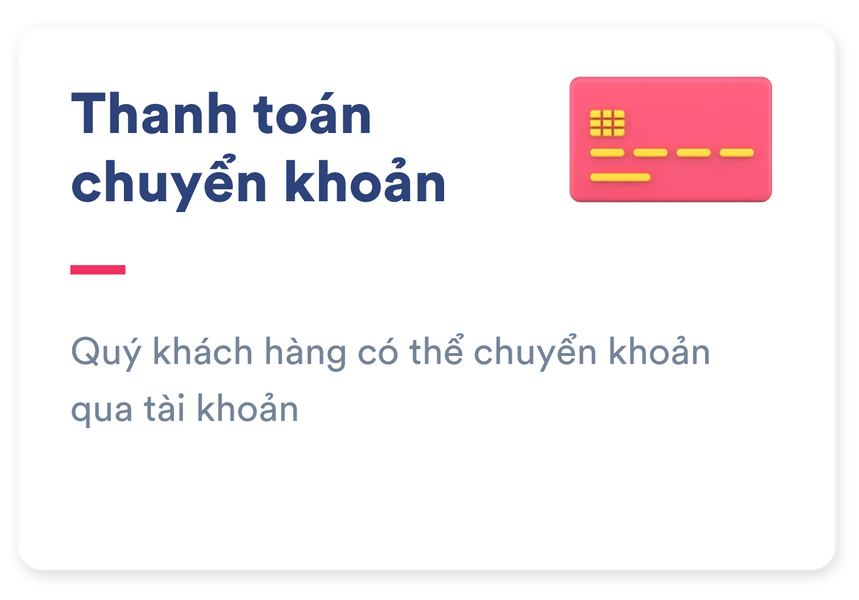 Thanh toán
chuyển khoản
Quý khách hàng có thể chuyển khoản
qua tài khoản